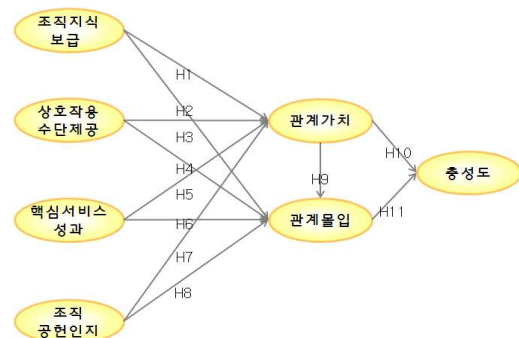 조직지식
보급
H1
상호작용
수단제공
H2
관계가치
H3
H10
H4
충성도
H9
H5
핵심서비스
성과
H6
관계몰입
H11
H7
H8
조직
공헌인지